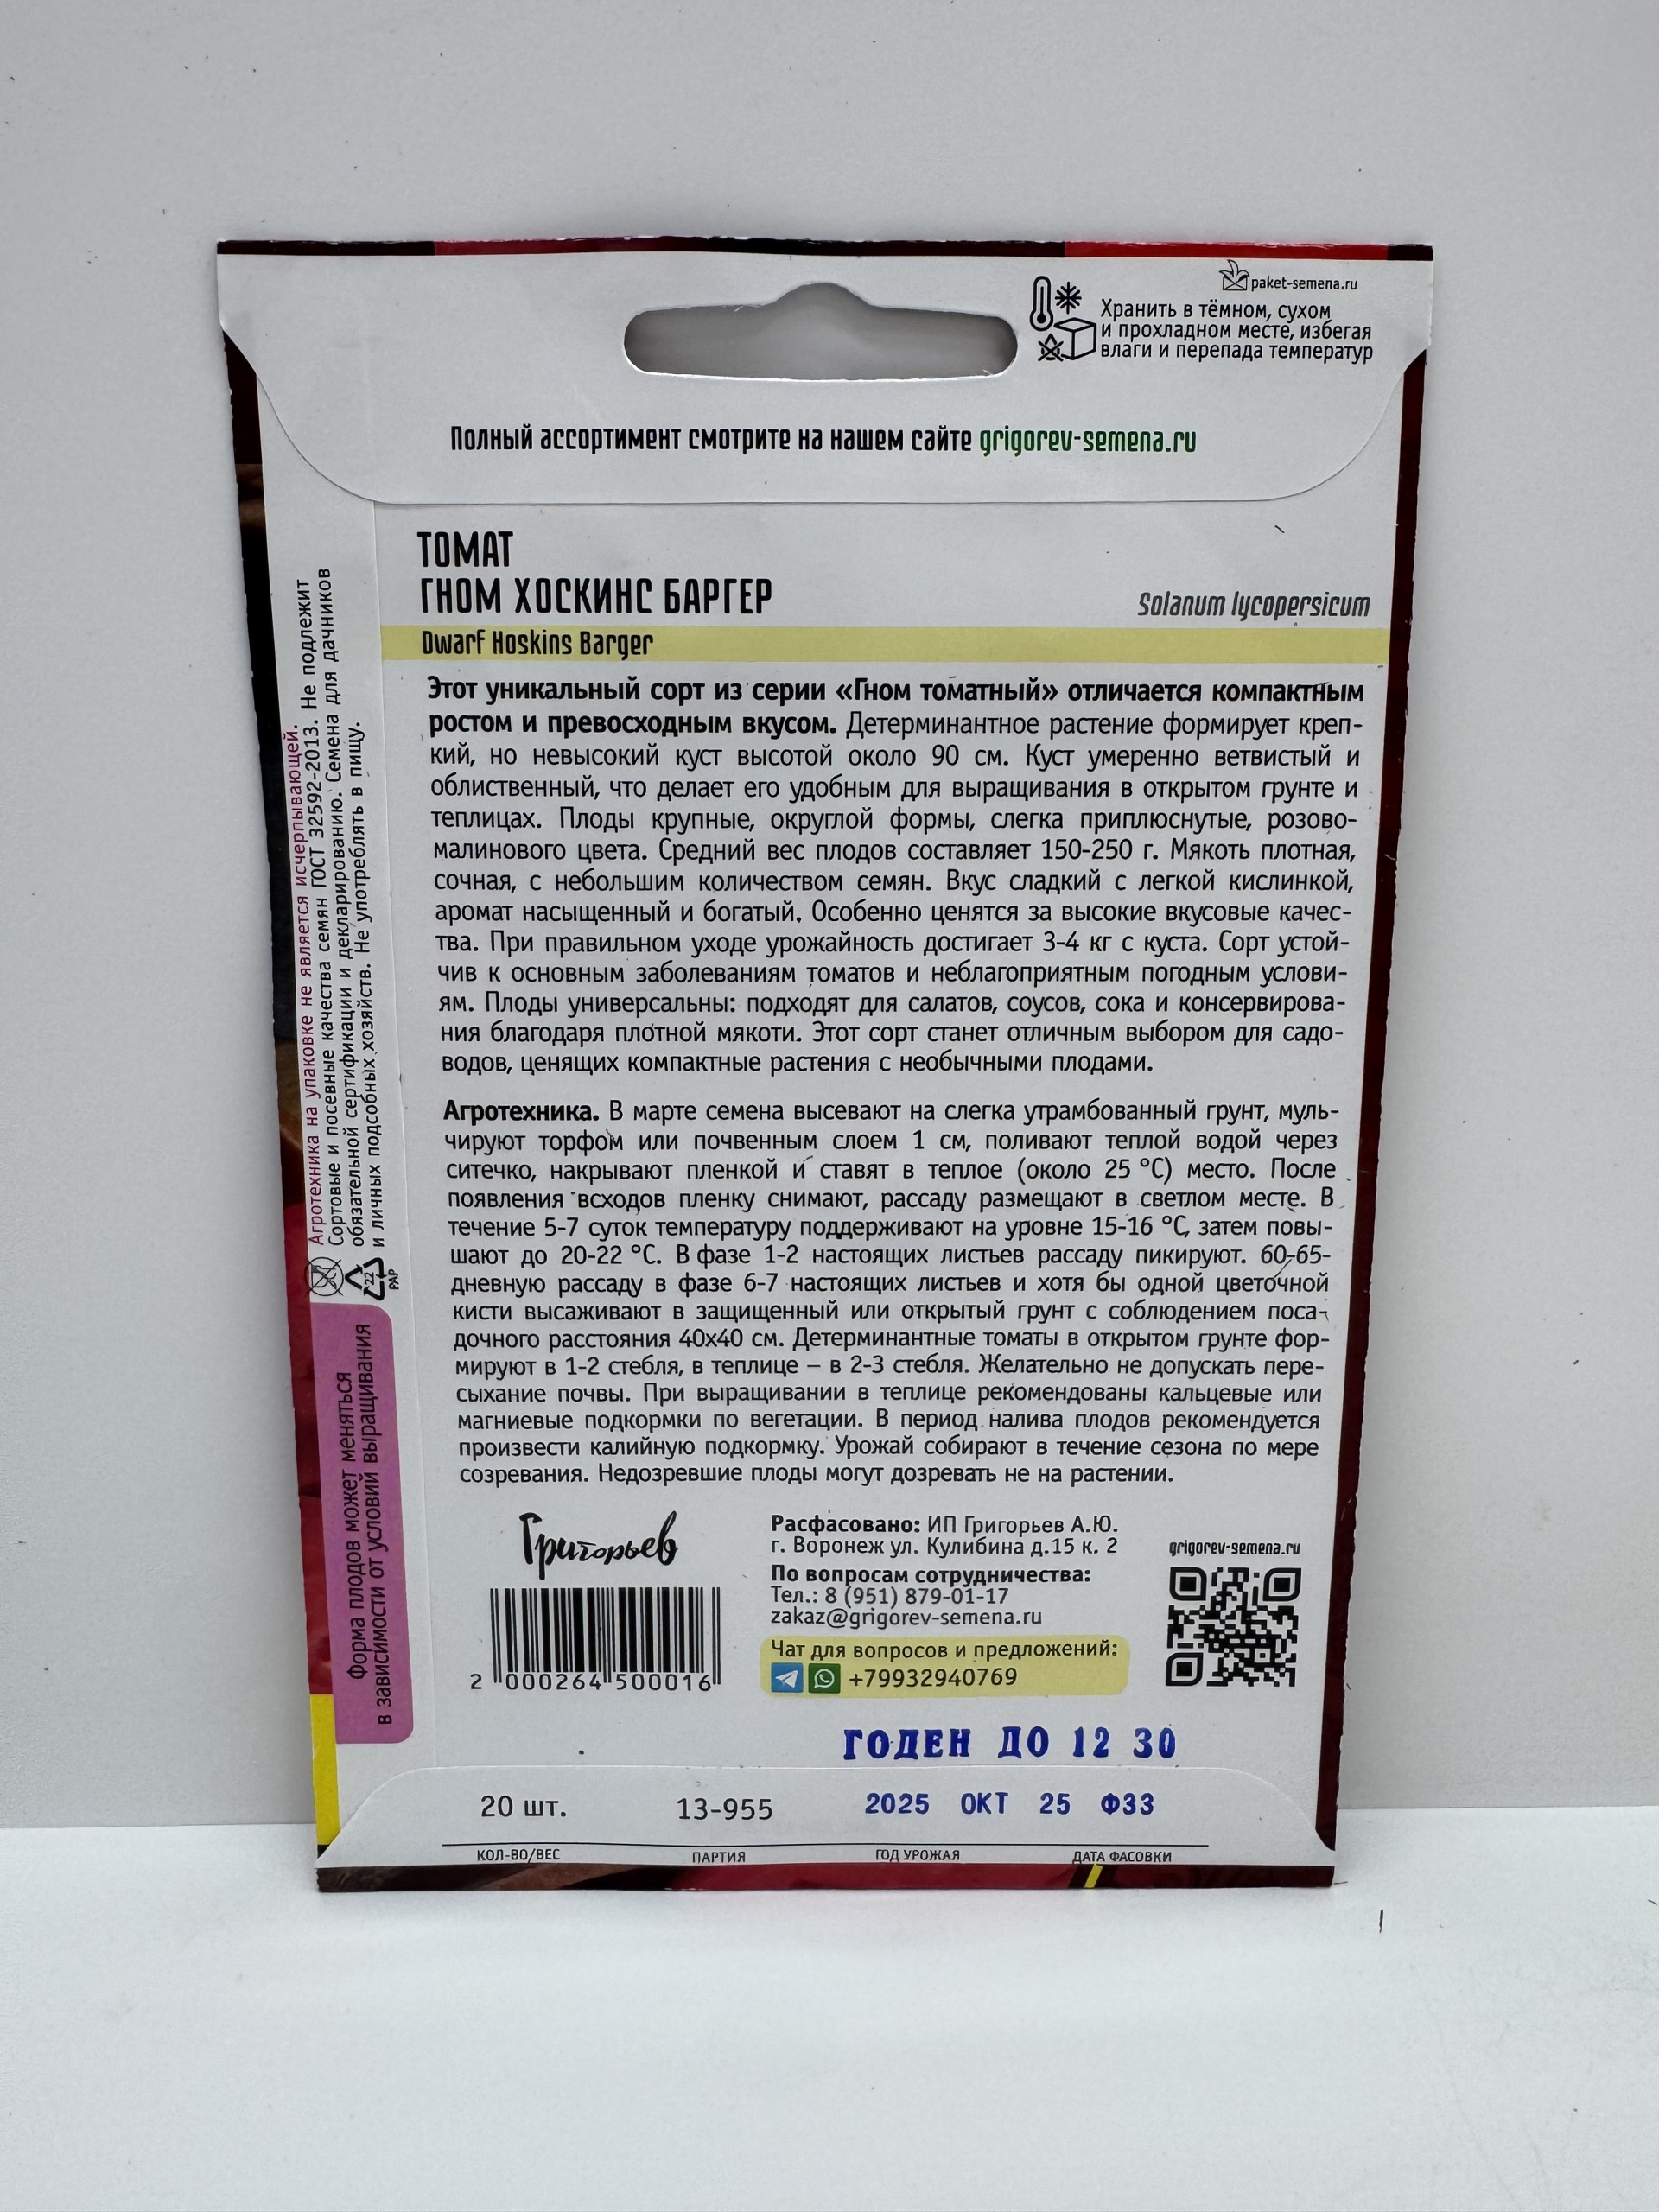 paket-semena.ru
Хранить в тёмном, сухом
и прохладном месте, избегая
влаги и перепада температур
Полный ассортимент смотрите на нашем сайте grigorev-semena.ru
ТОМАТ
ГНОМ ХОСКИНС БАРГЕР
Solanum lycopersicum
Dwarf Hoskins Barger
Этот уникальный сорт из серии «Гном томатный» отличается компактным
ростом и превосходным вкусом. Детерминантное растение формирует креп-
кий, но невысокий куст высотой около 90 см. Куст умеренно ветвистый и
облиственный, что делает его удобным для выращивания в открытом грунте и
теплицах. Плоды крупные, округлой формы, слегка приплюснутые, розово-
малинового цвета. Средний вес плодов составляет 150-250 г. Мякоть плотная,
сочная, с небольшим количеством семян. Вкус сладкий с легкой кислинкой,
аромат насыщенный и богатый. Особенно ценятся за высокие вкусовые качес-
тва. При правильном уходе урожайность достигает 3-4 кг с куста. Сорт устой-
чив к основным заболеваниям томатов и неблагоприятным погодным услови-
ям. Плоды универсальны: подходят для салатов, соусов, сока и консервирова-
ния благодаря плотной мякоти. Этот сорт станет отличным выбором для садо-
водов, ценящих компактные растения с необычными плодами.
Агротехника. В марте семена высевают на слегка утрамбованный грунт, муль-
чируют торфом или почвенным слоем 1 см, поливают теплой водой через
ситечко, накрывают пленкой и ставят в теплое (около 25 °C) место. После
появления всходов пленку снимают, рассаду размещают в светлом месте. В
течение 5-7 суток температуру поддерживают на уровне 15-16 °C, затем повы-
шают до 20-22 °C. В фазе 1-2 настоящих листьев рассаду пикируют. 60-65-
дневную рассаду в фазе 6-7 настоящих листьев и хотя бы одной цветочной
кисти высаживают в защищенный или открытый грунт с соблюдением поса-
дочного расстояния 40х40 см. Детерминантные томаты в открытом грунте фор-
мируют в 1-2 стебля, в теплице – в 2-3 стебля. Желательно не допускать пере-
сыхание почвы. При выращивании в теплице рекомендованы кальцевые или
магниевые подкормки по вегетации. В период налива плодов рекомендуется
произвести калийную подкормку. Урожай собирают в течение сезона по мере
созревания. Недозревшие плоды могут дозревать не на растении.
Агротехника на упаковке не является исчерпывающей.
Сортовые и посевные качества семян ГОСТ 32592-2013. Не подлежит
обязательной сертификации и декларированию. Семена для дачников
и личных подсобных хозяйств. Не употреблять в пищу.
22
PAP
Форма плодов может меняться
в зависимости от условий выращивания
Григорьев
2 000264 500016
Расфасовано: ИП Григорьев А.Ю.
г. Воронеж ул. Кулибина д.15 к. 2
По вопросам сотрудничества:
Тел.: 8 (951) 879-01-17
zakaz@grigorev-semena.ru
Чат для вопросов и предложений:
+79932940769
grigorev-semena.ru
ГОДЕН ДО 12 30
20 шт. 13-955 2025 ОКТ 25 Ф33
КОЛ-ВО/ВЕС ПАРТИЯ ГОД УРОЖАЯ ДАТА ФАСОВКИ